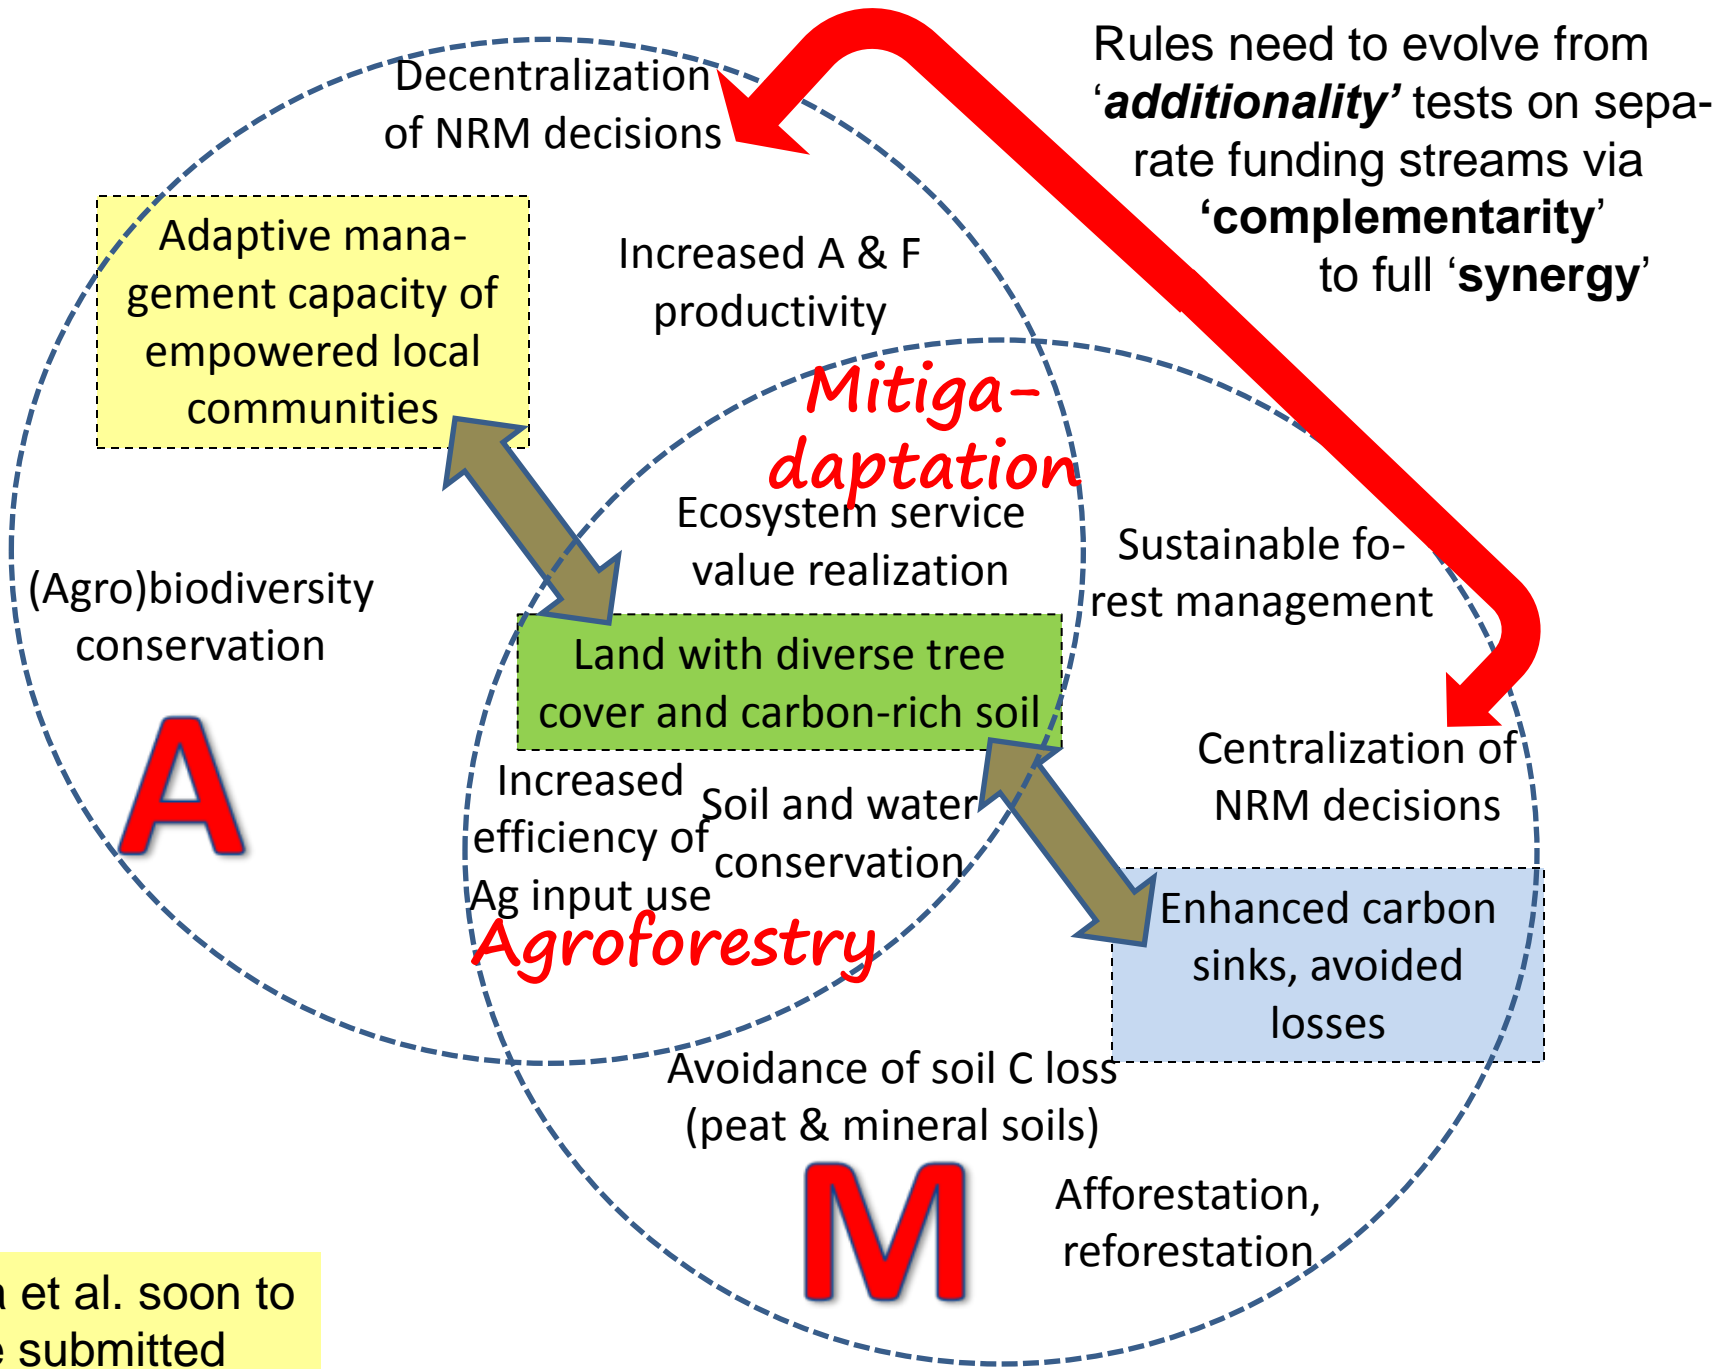 Rules need to evolve from
‘additionality’ tests on sepa-
rate funding streams via
‘complementarity’
to full ‘synergy’
Decentralization
of NRM decisions
Adaptive mana-
gement capacity of
empowered local
communities
Increased A & F
productivity
Mitiga-
daptation
Ecosystem service
value realization
Sustainable fo-
rest management
(Agro)biodiversity
conservation
Land with diverse tree
cover and carbon-rich soil
A
Centralization of
NRM decisions
Increased
efficiency of
Ag input use
Soil and water
conservation
Agroforestry
Enhanced carbon
sinks, avoided
losses
Avoidance of soil C loss
(peat & mineral soils)
M
Afforestation,
reforestation
et al. soon to
submitted